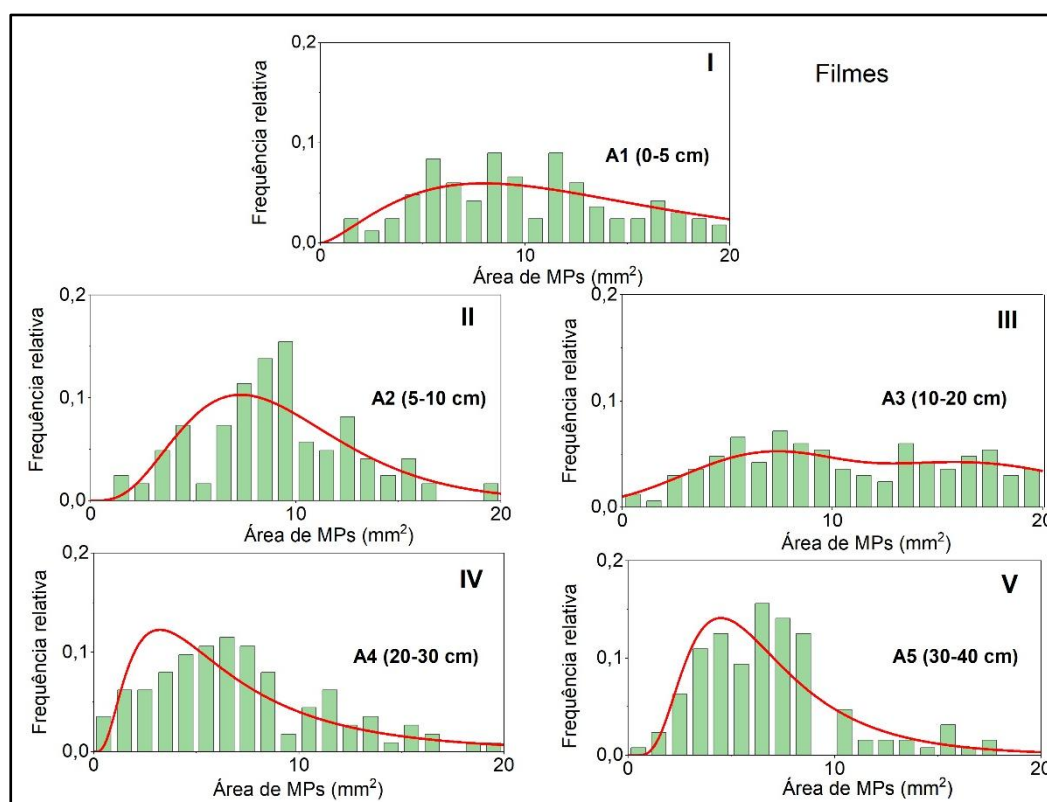 Filmes
I
A1 (0-5 cm)
Frequência relativa
0,2
0,1
0,0
0
10
20
Área de MPs (mm²)
II
A2 (5-10 cm)
Frequência relativa
0,2
0,1
0,0
0
10
20
Área de MPs (mm²)
III
A3 (10-20 cm)
Frequência relativa
0,2
0,1
0,0
0
10
20
Área de MPs (mm²)
IV
A4 (20-30 cm)
Frequência relativa
0,2
0,1
0,0
0
10
20
Área de MPs (mm²)
V
A5 (30-40 cm)
Frequência relativa
0,2
0,1
0,0
0
10
20
Área de MPs (mm²)